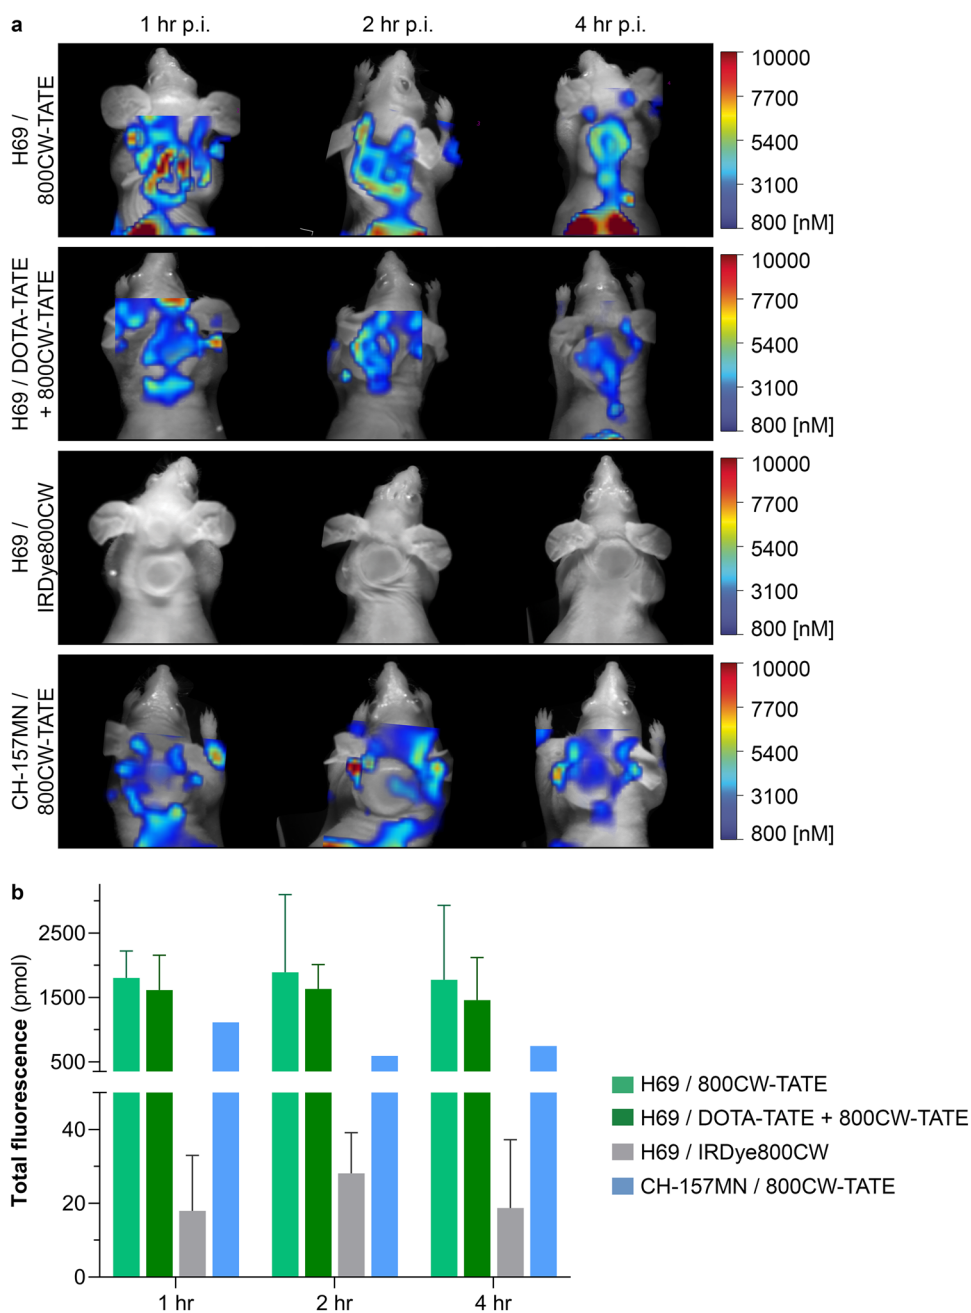 a
1 hr p.i.
2 hr p.i.
4 hr p.i.
H69 /
800CW-TATE
10000
7700
5400
3100
800 [nM]
H69 / DOTA-TATE
+ 800CW-TATE
10000
7700
5400
3100
800 [nM]
H69 /
IRDye800CW
10000
7700
5400
3100
800 [nM]
CH-157MN /
800CW-TATE
10000
7700
5400
3100
800 [nM]
b
Total fluorescence (pmol)
2500
1500
500
40
20
0
1 hr
2 hr
4 hr
H69 / 800CW-TATE
H69 / DOTA-TATE + 800CW-TATE
H69 / IRDye800CW
CH-157MN / 800CW-TATE